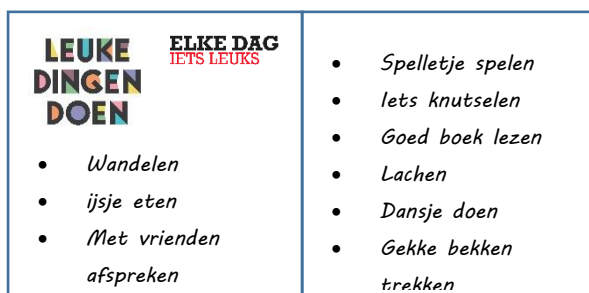 LEUKE
DINGEN
DOEN
ELKE DAG
IETS LEUKS
• Wandelen
• ijsje eten
• Met vrienden
afspreken
• Spelletje spelen
• Iets knutselen
• Goed boek lezen
• Lachen
• Dansje doen
• Gekke bekken
trekken